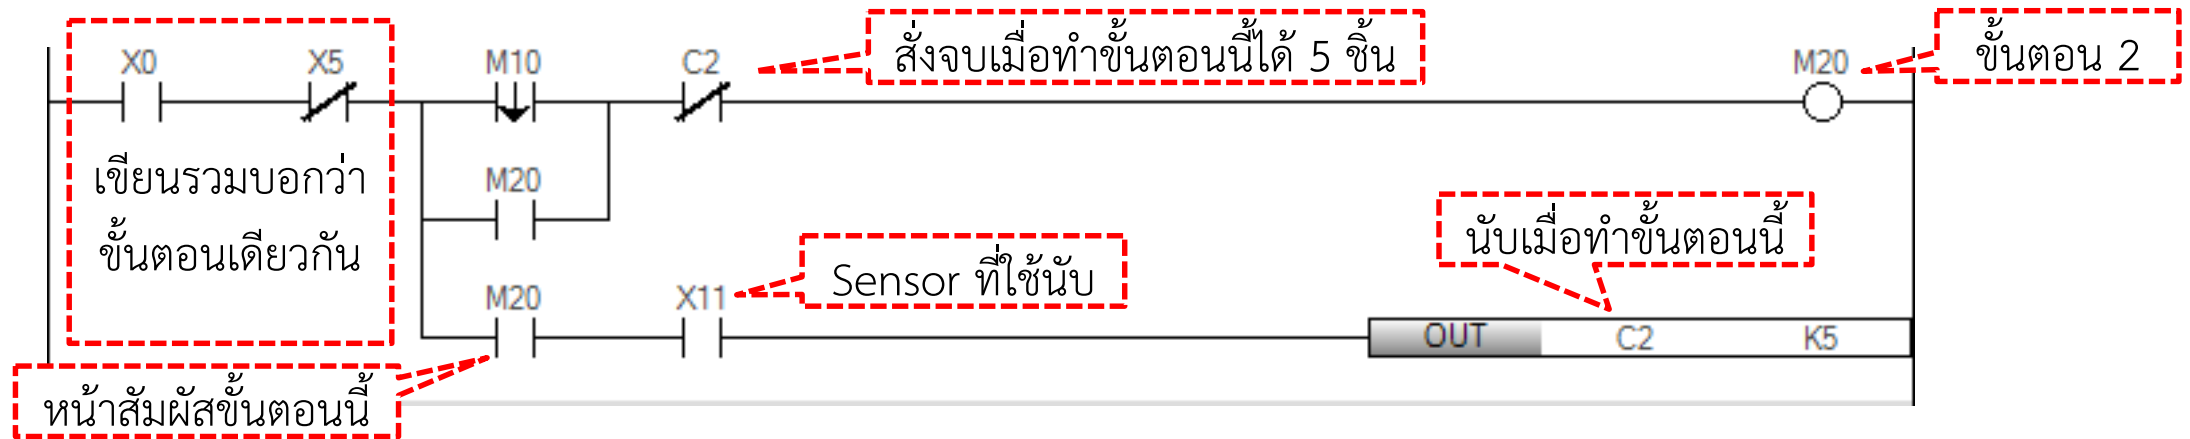 สั่งจบเมื่อทำขั้นตอนนี้ได้ 5 ชิ้น
ขั้นตอน 2
X0 X5 M10 C2 M20
เขียนรวมบอกว่า
ขั้นตอนเดียวกัน
M20
นับเมื่อทำขั้นตอนนี้
Sensor ที่ใช้นับ
M20 X11
OUT C2 K5
หน้าสัมผัสขั้นตอนนี้